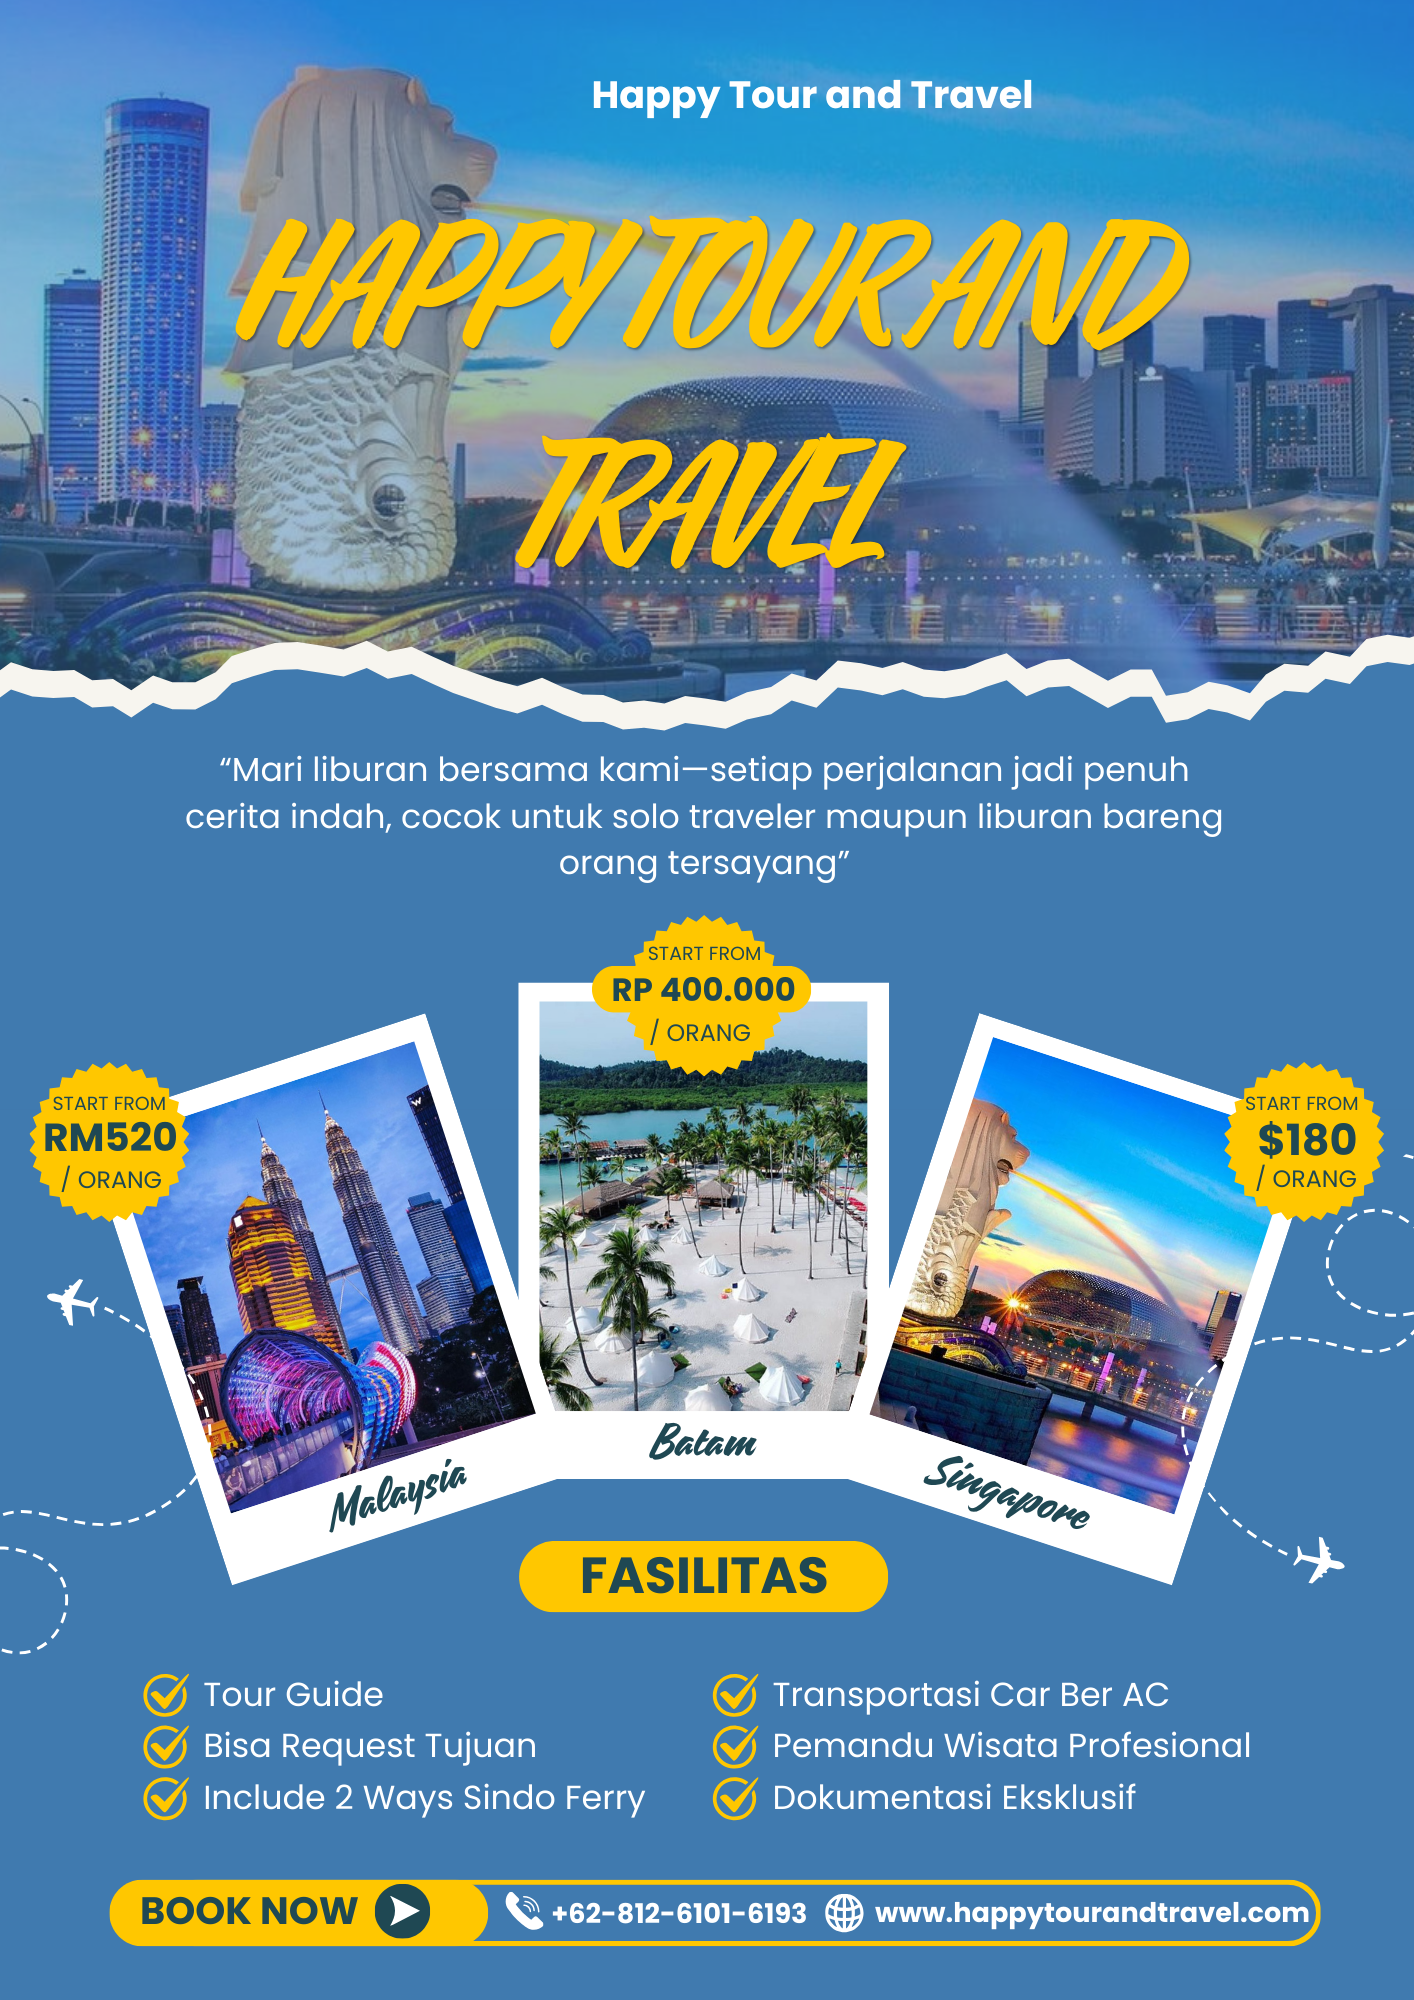 Happy Tour and Travel
HAPPY TOUR AND
TRAVEL
“Mari liburan bersama kami—setiap perjalanan jadi penuh
cerita indah, cocok untuk solo traveler maupun liburan bareng
orang tersayang”
START FROM
RP 400.000
/ ORANG
START FROM
RM520
/ ORANG
START FROM
$180
/ ORANG
Malaysia
Batam
Singapore
FASILITAS
Tour Guide
Bisa Request Tujuan
Include 2 Ways Sindo Ferry
Transportasi Car Ber AC
Pemandu Wisata Profesional
Dokumentasi Eksklusif
BOOK NOW
+62-812-6101-6193
www.happytourandtravel.com